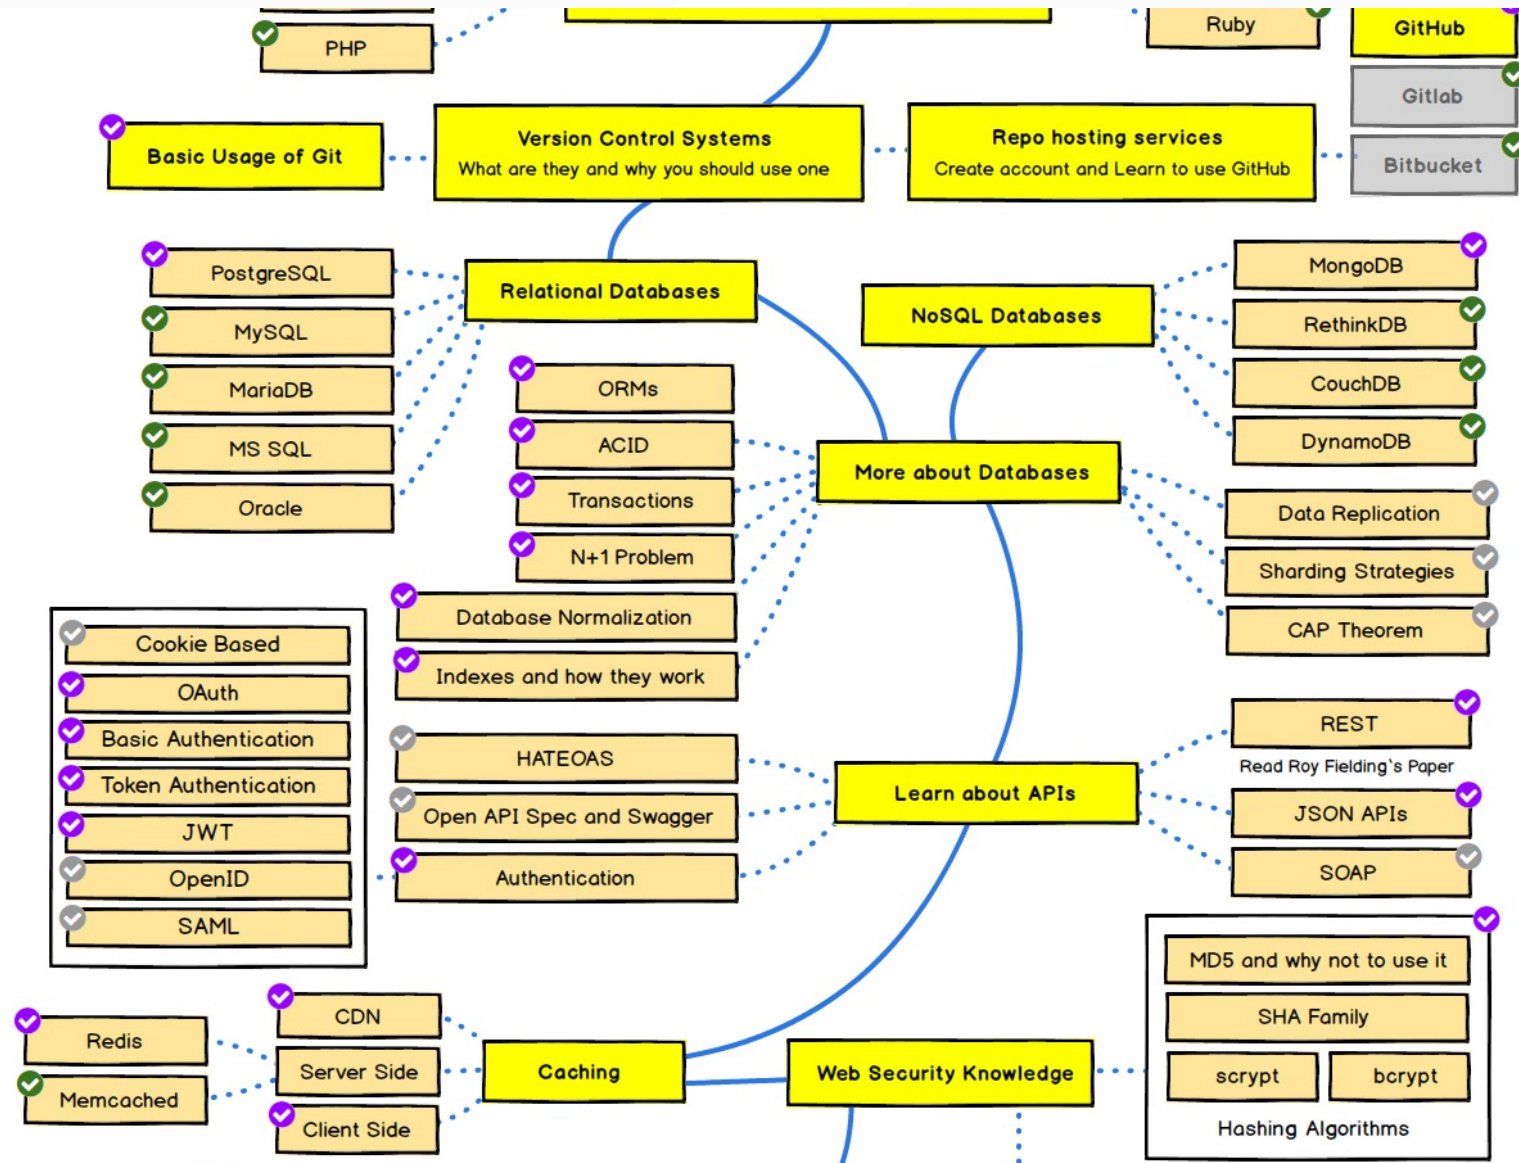 PHP
Ruby
GitHub
Gitlab
Bitbucket
Basic Usage of Git
Version Control Systems
What are they and why you should use one
Repo hosting services
Create account and Learn to use GitHub
PostgreSQL
MySQL
MariaDB
MS SQL
Oracle
Relational Databases
NoSQL Databases
MongoDB
RethinkDB
CouchDB
DynamoDB
ORMs
ACID
Transactions
N+1 Problem
Database Normalization
Indexes and how they work
More about Databases
Data Replication
Sharding Strategies
CAP Theorem
Cookie Based
OAuth
Basic Authentication
Token Authentication
JWT
OpenID
SAML
HATEOAS
Open API Spec and Swagger
Authentication
Learn about APIs
REST
Read Roy Fielding's Paper
JSON APIs
SOAP
MD5 and why not to use it
SHA Family
scrypt
bcrypt
Hashing Algorithms
Redis
Memcached
CDN
Server Side
Client Side
Caching
Web Security Knowledge